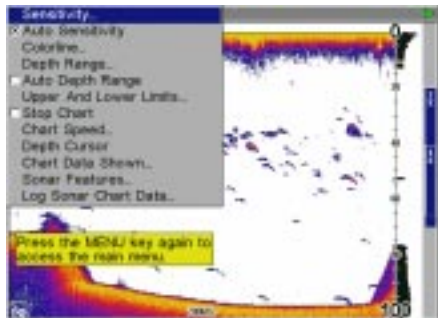 Sensitivity...
Auto Sensitivity
Colorline...
Depth Range...
Auto Depth Range
Upper And Lower Limits...
Stop Chart
Chart Speed...
Depth Cursor
Chart Data Shown...
Sonar Features...
Log Sonar Chart Data...
Press the MENU key again to
access the main menu.
0
100